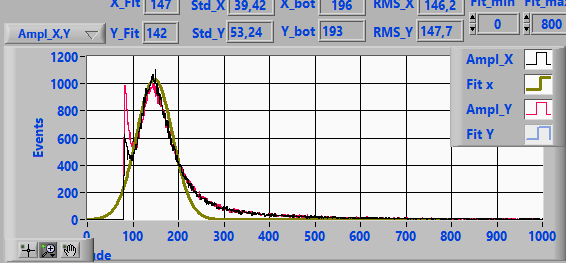 X_Fit 147 Std_X 39,42 X_bot 196 RMS_X 146,2 Fit_min Fit_max
Ampl_X,Y Y_Fit 142 Std_Y 53,24 Y_bot 193 RMS_Y 147,7 0 800
1200
1000
800
600
400
200
0
Events
0 100 200 300 400 500 600 700 800 900 1000
Ampl_X
Fit x
Ampl_Y
Fit Y